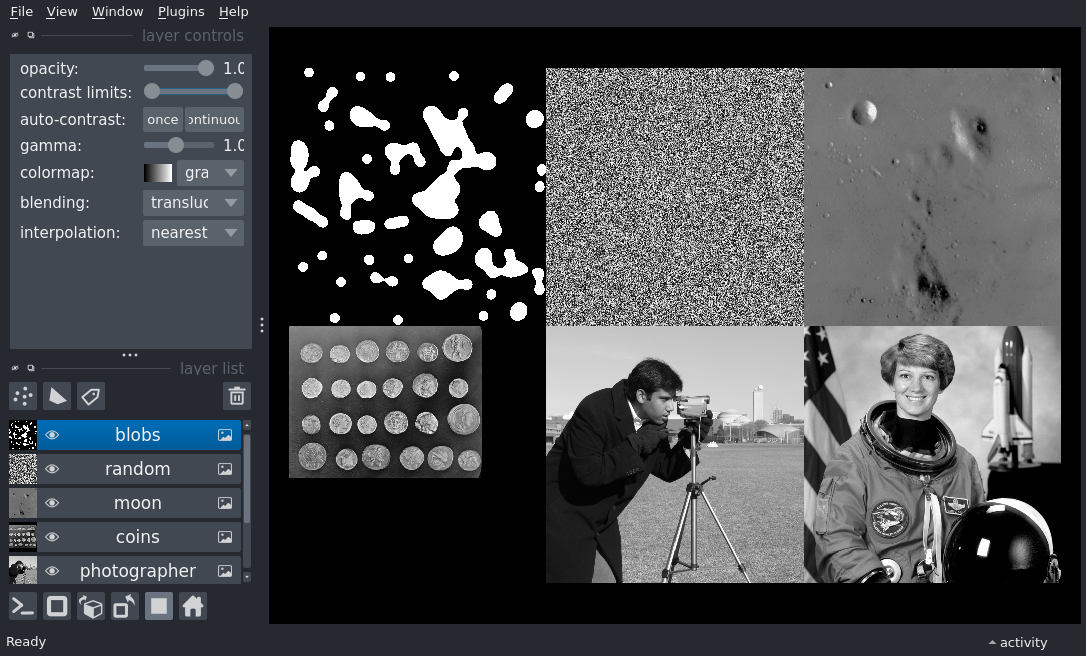 File View Window Plugins Help
layer controls
opacity: 1.0
contrast limits:
auto-contrast: once ontinuou
gamma: 1.0
colormap: gra
blending: transluc
interpolation: nearest
layer list
blobs
random
moon
coins
photographer
Ready
activity